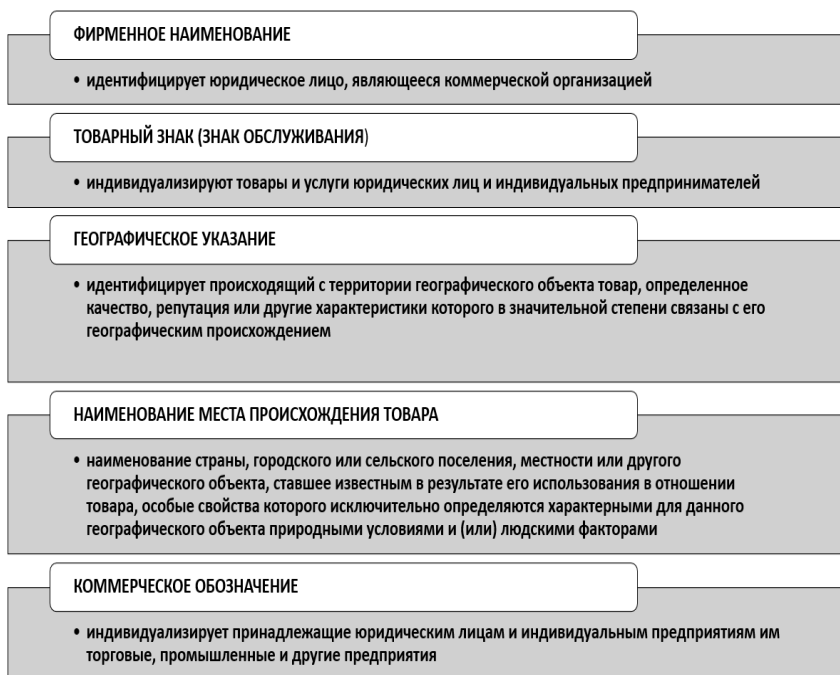 ФИРМЕННОЕ НАИМЕНОВАНИЕ
• идентифицирует юридическое лицо, являющееся коммерческой организацией
ТОВАРНЫЙ ЗНАК (ЗНАК ОБСЛУЖИВАНИЯ)
• индивидуализируют товары и услуги юридических лиц и индивидуальных предпринимателей
ГЕОГРАФИЧЕСКОЕ УКАЗАНИЕ
• идентифицирует происходящий с территории географического объекта товар, определенное
качество, репутация или другие характеристики которого в значительной степени связаны с его
географическим происхождением
НАИМЕНОВАНИЕ МЕСТА ПРОИСХОЖДЕНИЯ ТОВАРА
• наименование страны, городского или сельского поселения, местности или другого
географического объекта, ставшее известным в результате его использования в отношении
товара, особые свойства которого исключительно определяются характерными для данного
географического объекта природными условиями и (или) людскими факторами
КОММЕРЧЕСКОЕ ОБОЗНАЧЕНИЕ
• индивидуализирует принадлежащие юридическим лицам и индивидуальным предприятиям им
торговые, промышленные и другие предприятия